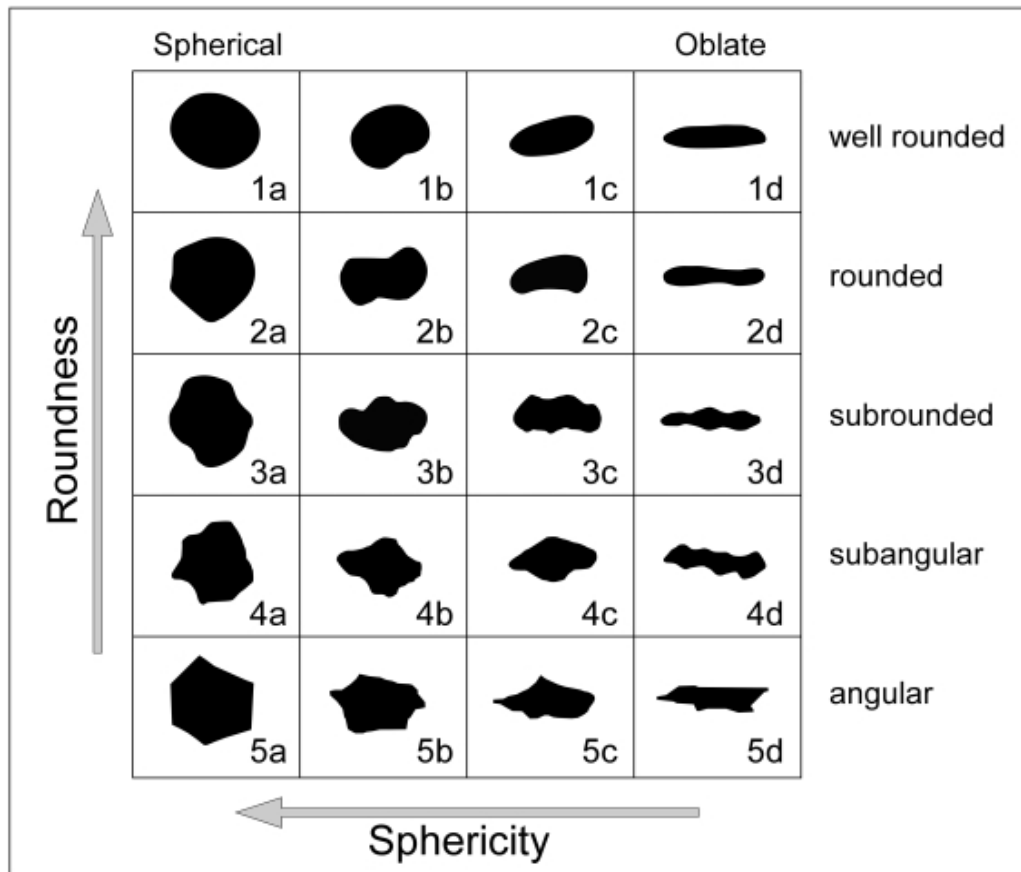 Spherical
Oblate
1a
1b
1c
1d
well rounded
2a
2b
2c
2d
rounded
3a
3b
3c
3d
subrounded
4a
4b
4c
4d
subangular
5a
5b
5c
5d
angular
Roundness
Sphericity